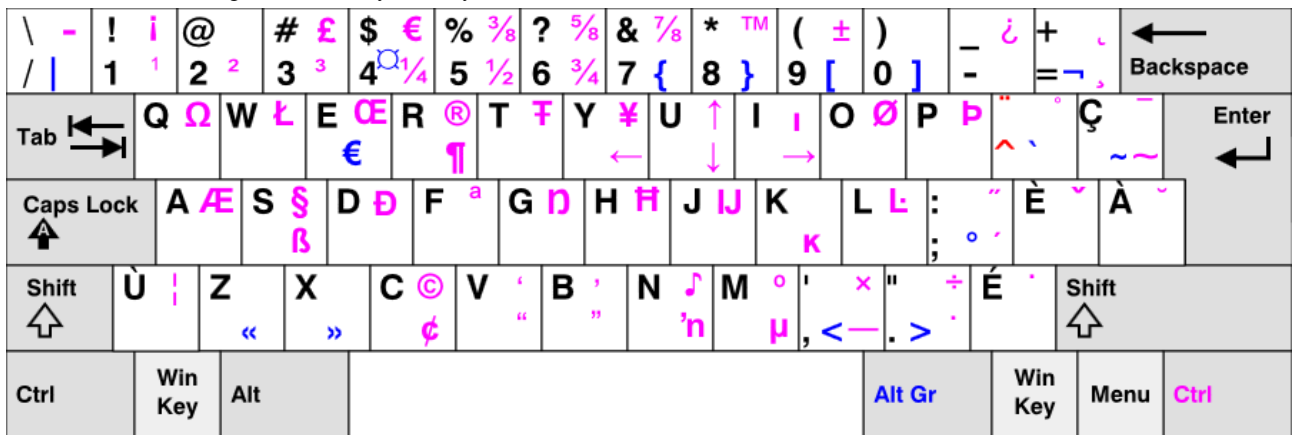 \ - ! ¡ @ # £ $ € % ⅜ ? ⅝ & ⅞ * ™ ( ± ) _ ¿ + ˛
/ | 1 ¹ 2 ² 3 ³ 4 ¤ ¼ 5 ½ 6 ¾ 7 { 8 } 9 [ 0 ] - = ¬ ¸ Backspace
Tab Q Ω W Ł E Œ R ® T Ŧ Y ¥ U ↑ I ı O Ø P Þ ¨ ° Ç ¯ Enter
€ ¶ ← ↓ → ^ ` ~ ~
Caps Lock A Æ S § D Đ F ª G Ŋ H Ħ J IJ K L Ŀ : ˝ È ˇ À ˘
A ß ĸ ; ° ´
Shift Ù ¦ Z X C © V ‘ B ’ N ♪ M º ' × " ÷ É ˙ Shift
« » ¢ “ ” ŉ µ , < — . > ˙
Ctrl Win Key Alt Alt Gr Win Key Menu Ctrl